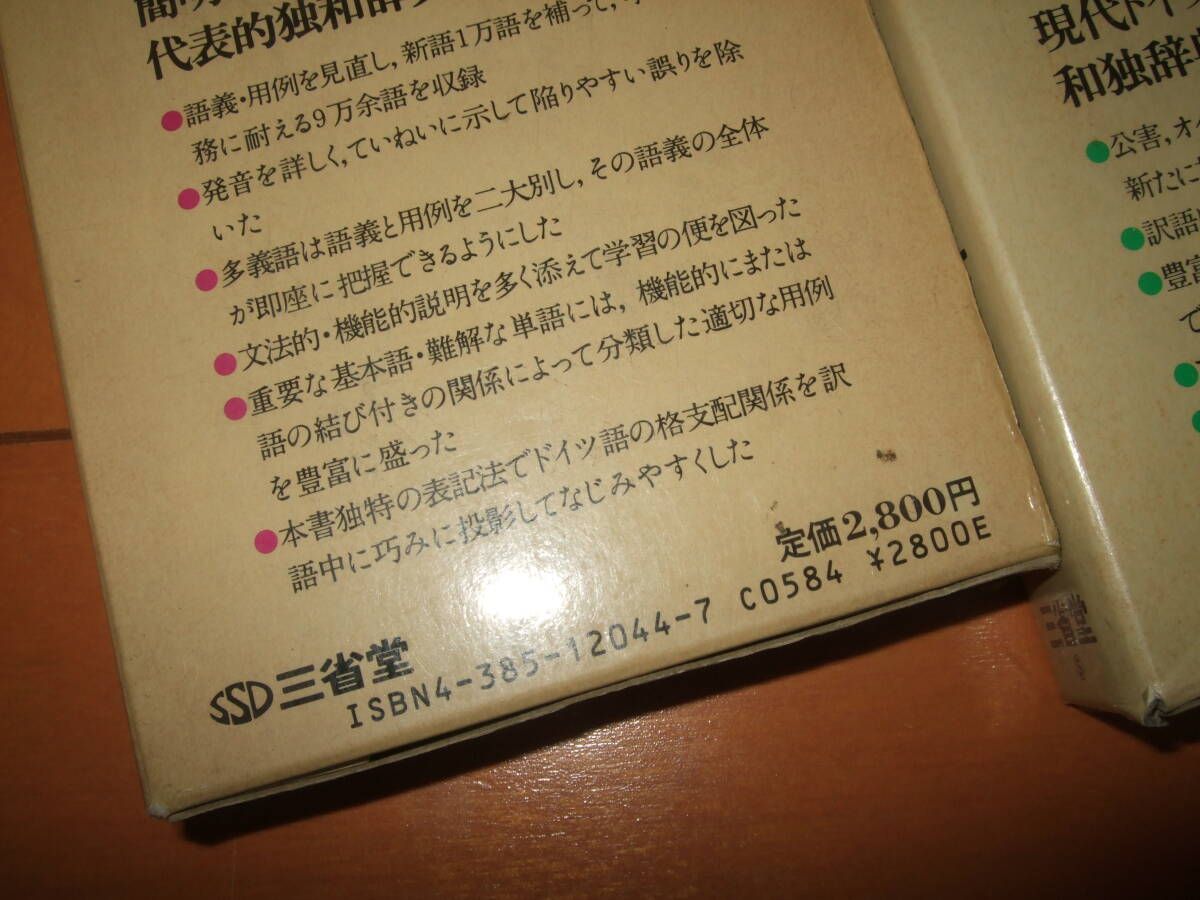 代表的独和辞
●語義・用例を見直し,新語1万語を補って,
務に耐える9万余語を収録
●発音を詳しく,ていねいに示して陥りやすい誤りを除
いた
●多義語は語義と用例を二大別し,その語義の全体
が即座に把握できるようにした
●文法的・機能的説明を多く添えて学習の便を図った
●重要な基本語・難解な単語には,機能的にまたは
語の結び付きの関係によって分類した適切な用例
を豊富に盛った
●本書独特の表記法でドイツ語の格支配関係を訳
語中に巧みに投影してなじみやすくした
定価2,800円
SSD三省堂
ISBN4-385-12044-7 C0584 ¥2800E
現代ドイ
和独辞典
●公害,オ
新たに
●訳語
●豊富
で